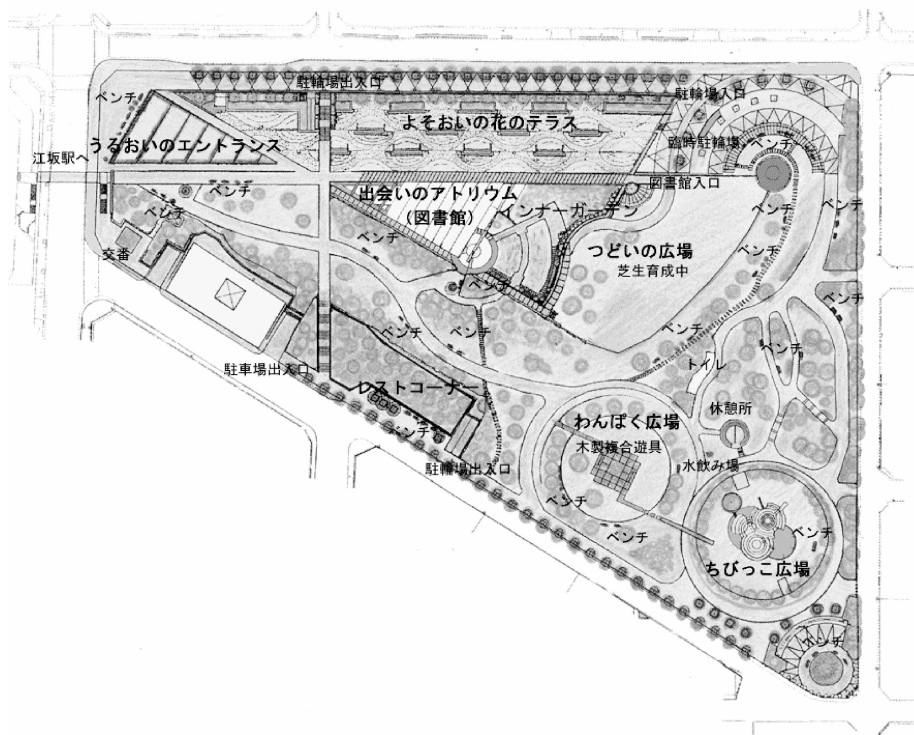 駐輪場出入口
ベンチ
駐輪場入口
よそおいの花のテラス
うるおいのエントランス
臨時駐輪場
ベンチ
江坂駅へ
図書館入口
ベンチ
出会いのアトリウム
(図書館)
インナーガーデン
ベンチ
ベンチ
ベンチ
ベンチ
つどいの広場
芝生育成中
ベンチ
交番
ベンチ
ベンチ
ベンチ
ベンチ
ベンチ
ベンチ
トイレ
駐車場出入口
レストコーナー
休憩所
わんぱく広場
ベンチ
木製複合遊具
駐輪場出入口
水飲み場
ベンチ
ベンチ
ベンチ
ちびっこ広場
ベンチ